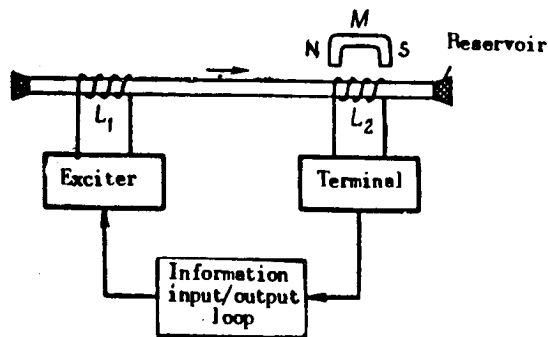 M
N S
Reservoir
L1
L2
Exciter
Terminal
Information
input/output
loop